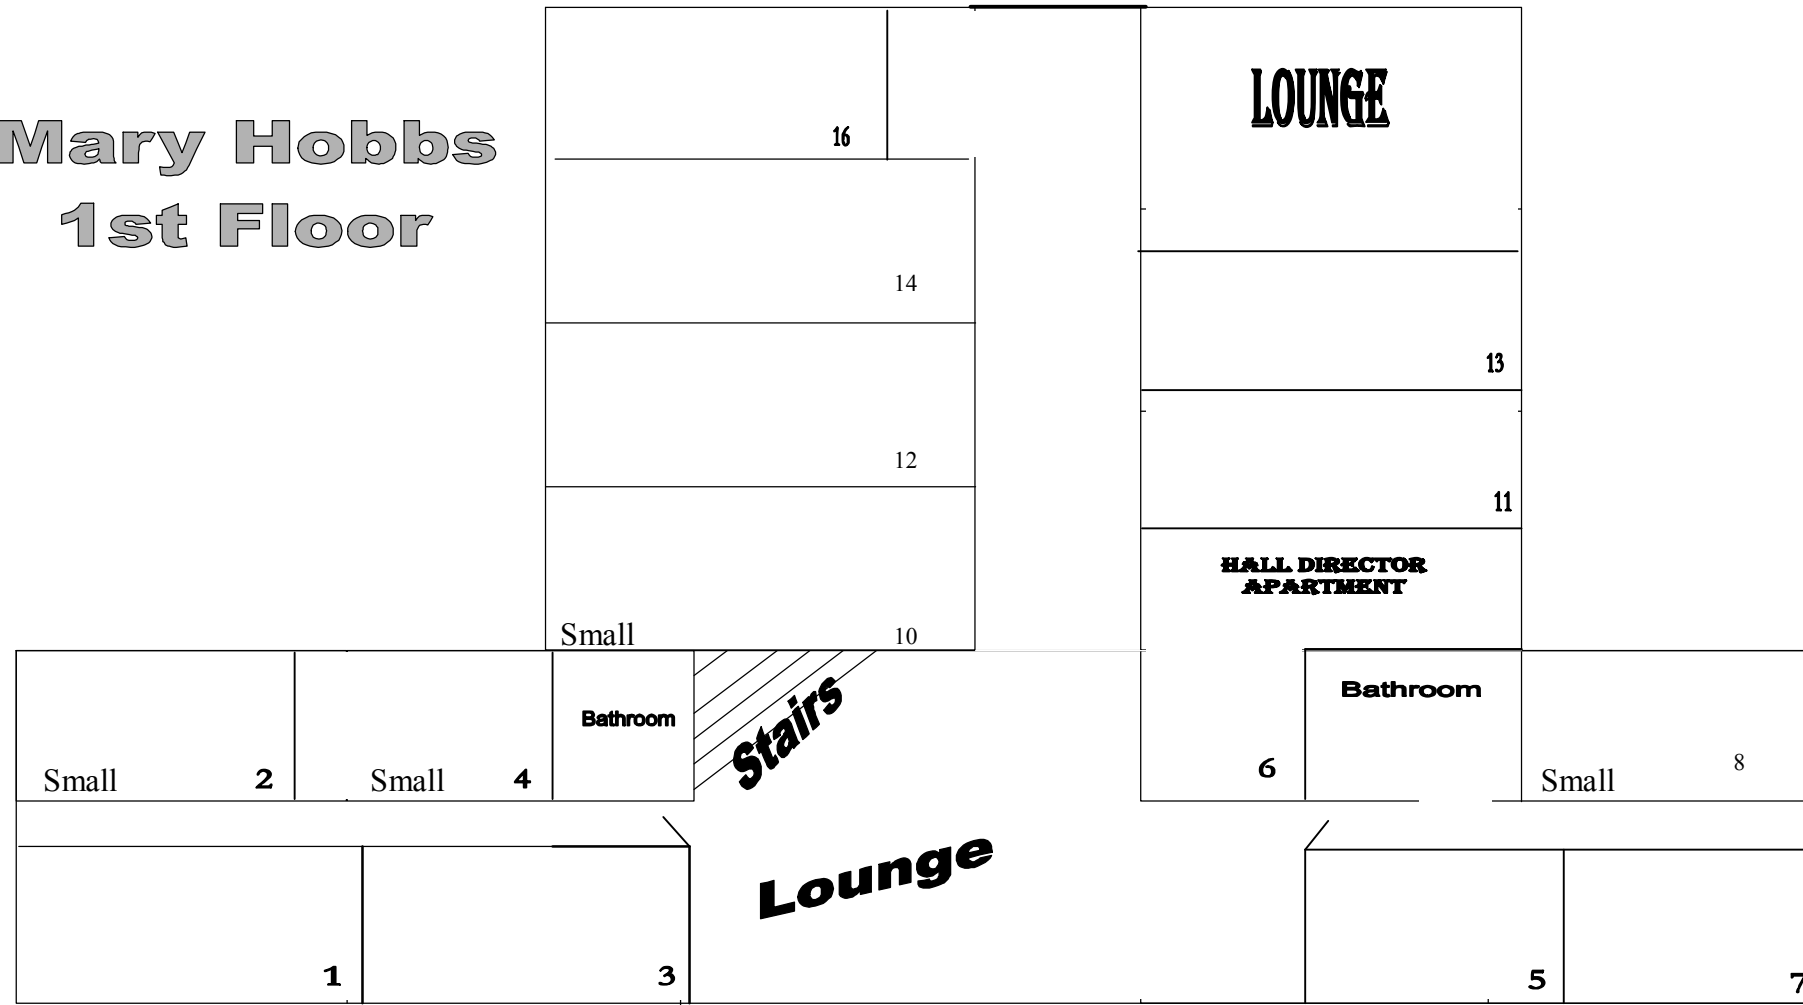 Mary Hobbs
1st Floor
LOUNGE
16
14
13
12
11
HALL DIRECTOR
APARTMENT
Small 10
Bathroom
Bathroom
Stairs
Small 2
Small 4
6
Small 8
Lounge
1
3
5
7